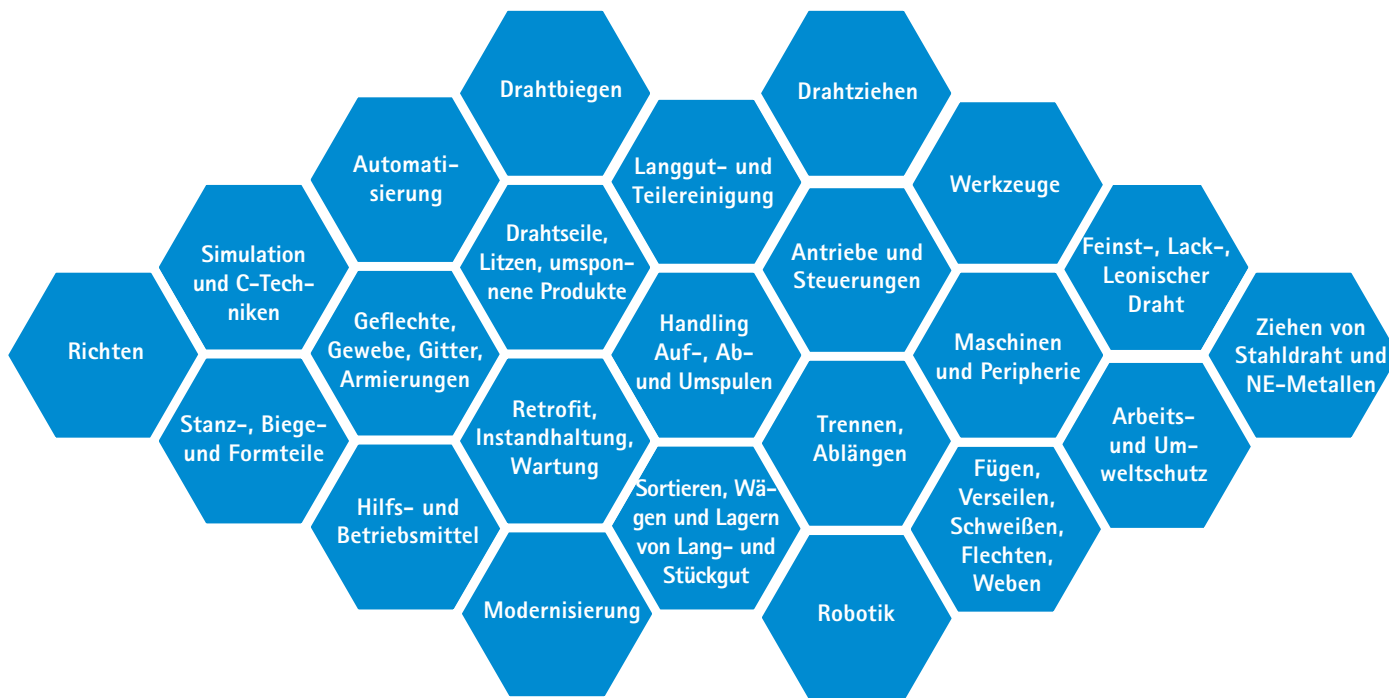 Drahtbiegen
Drahtziehen
Automati-
sierung
Langgut- und
Teilereinigung
Werkzeuge
Simulation
und C-Tech-
niken
Drahtseile,
Litzen, umspon-
nene Produkte
Antriebe und
Steuerungen
Feinst-, Lack-,
Leonischer
Draht
Richten
Geflechte,
Gewebe, Gitter,
Armierungen
Handling
Auf-, Ab-
und Umspulen
Maschinen
und Peripherie
Ziehen von
Stahldraht und
NE-Metallen
Stanz-, Biege-
und Formteile
Retrofit,
Instandhaltung,
Wartung
Trennen,
Ablängen
Arbeits-
und Um-
weltschutz
Hilfs- und
Betriebsmittel
Sortieren, Wä-
gen und Lagern
von Lang- und
Stückgut
Fügen,
Verseilen,
Schweißen,
Flechten,
Weben
Modernisierung
Robotik